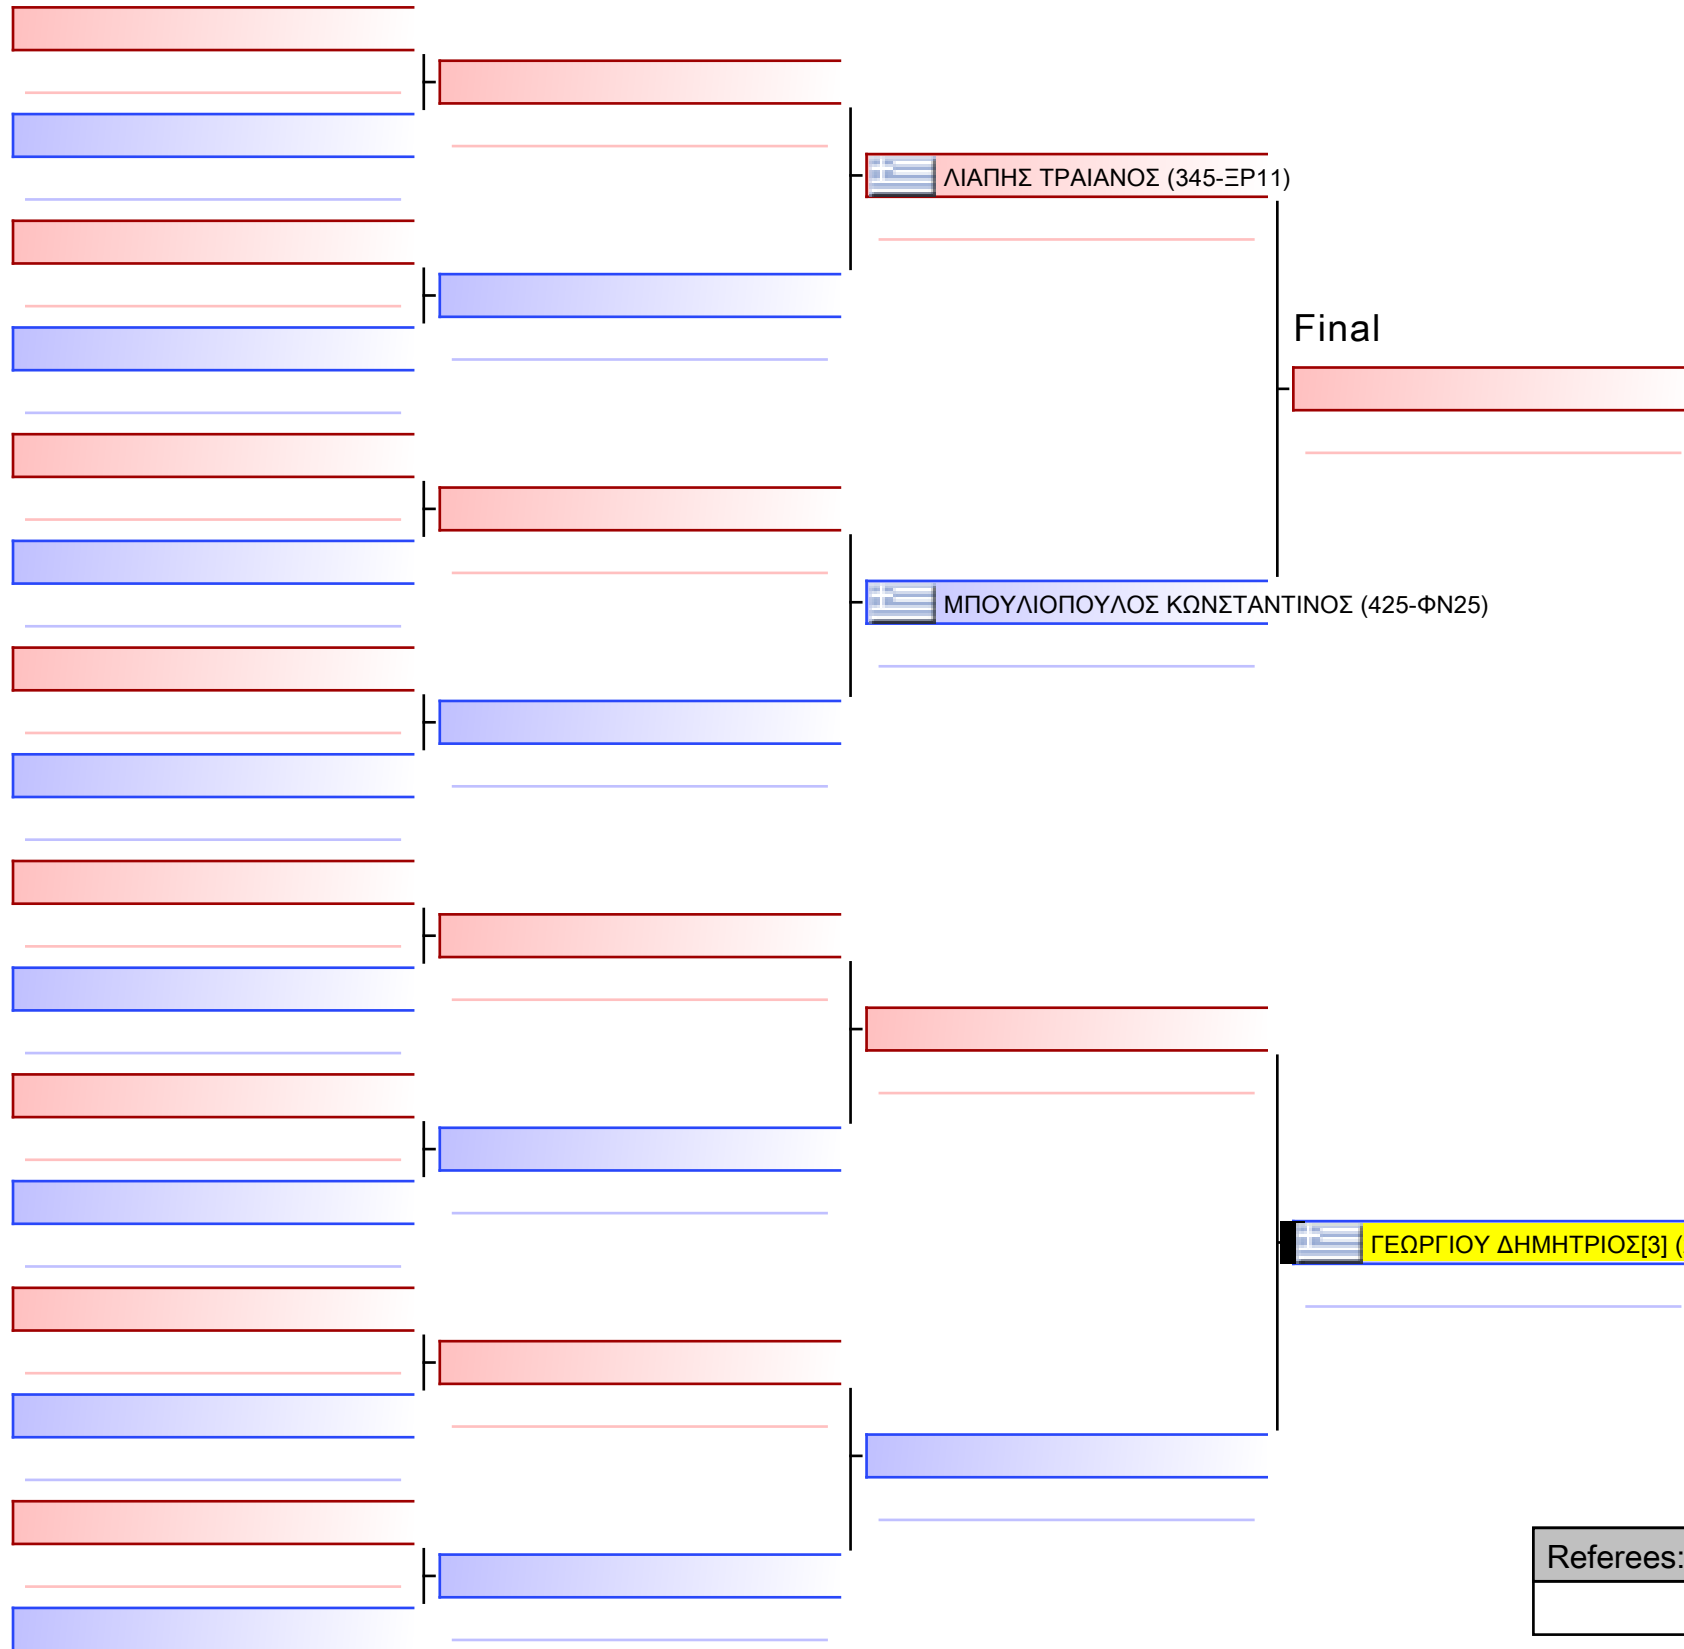 ΛΙΑΠΗΣ ΤΡΑΙΑΝΟΣ (345-ΞΡ11)
Final
ΜΠΟΥΛΙΟΠΟΥΛΟΣ ΚΩΝΣΤΑΝΤΙΝΟΣ (425-ΦΝ25)
ΓΕΩΡΓΙΟΥ ΔΗΜΗΤΡΙΟΣ[3] (
Referees: